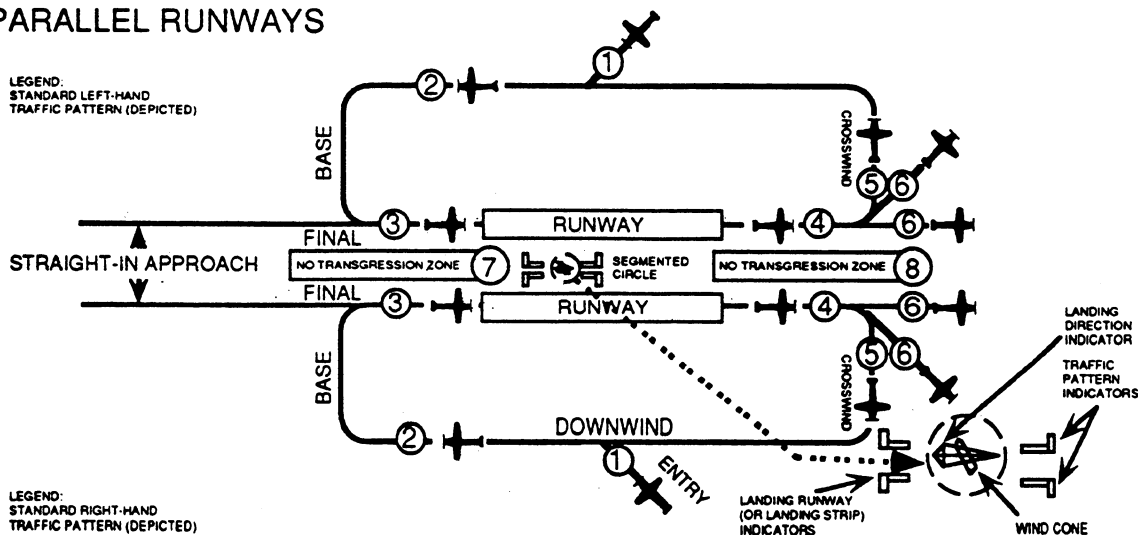 PARALLEL RUNWAYS
LEGEND:
STANDARD LEFT-HAND
TRAFFIC PATTERN (DEPICTED)
1
2
BASE
CROSSWIND
5
6
3
RUNWAY
4
6
FINAL
STRAIGHT-IN APPROACH
NO TRANSGRESSION ZONE
7
SEGMENTED
CIRCLE
NO TRANSGRESSION ZONE
8
FINAL
3
RUNWAY
4
6
LANDING
DIRECTION
INDICATOR
TRAFFIC
PATTERN
INDICATORS
BASE
5
6
CROSSWIND
2
DOWNWIND
1
ENTRY
LEGEND:
STANDARD RIGHT-HAND
TRAFFIC PATTERN (DEPICTED)
LANDING RUNWAY
(OR LANDING STRIP)
INDICATORS
WIND CONE